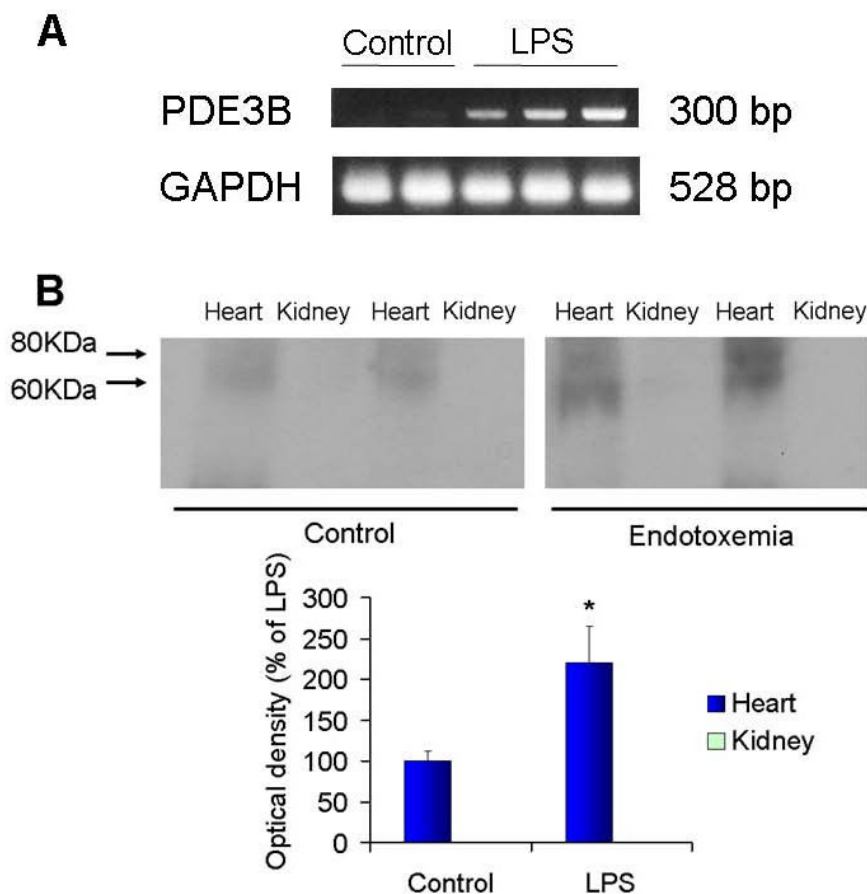 A
Control LPS
PDE3B 300 bp
GAPDH 528 bp
B
Heart Kidney Heart Kidney Heart Kidney Heart Kidney
80KDa
60KDa
Control Endotoxemia
Optical density (% of LPS)
300
250
200
150
100
50
0
*
Control LPS
Heart
Kidney